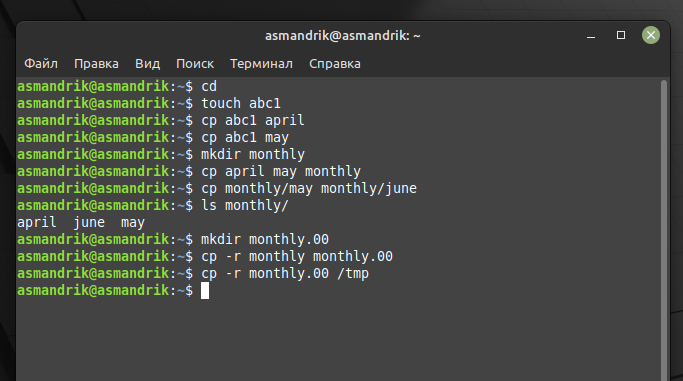 asmandrik@asmandrik: ~
Файл Правка Вид Поиск Терминал Справка
asmandrik@asmandrik:~$ cd
asmandrik@asmandrik:~$ touch abc1
asmandrik@asmandrik:~$ cp abc1 april
asmandrik@asmandrik:~$ cp abc1 may
asmandrik@asmandrik:~$ mkdir monthly
asmandrik@asmandrik:~$ cp april may monthly
asmandrik@asmandrik:~$ cp monthly/may monthly/june
asmandrik@asmandrik:~$ ls monthly/
april  june  may
asmandrik@asmandrik:~$ mkdir monthly.00
asmandrik@asmandrik:~$ cp -r monthly monthly.00
asmandrik@asmandrik:~$ cp -r monthly.00 /tmp
asmandrik@asmandrik:~$